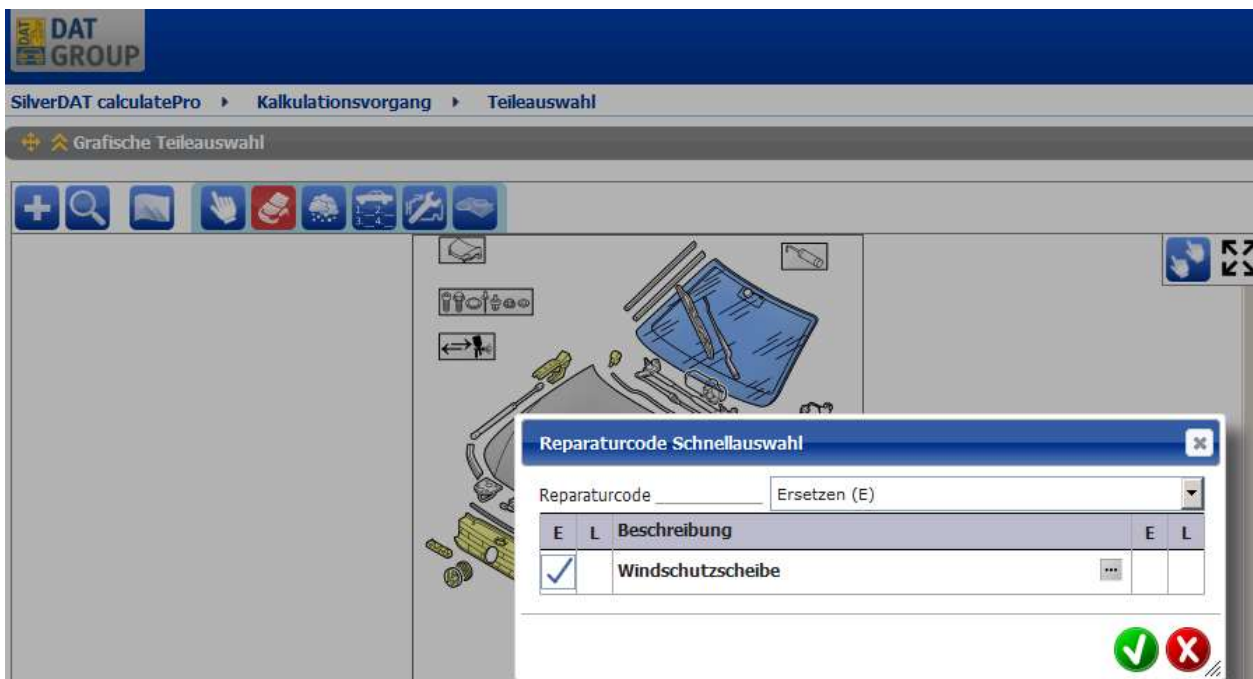 DAT
GROUP
SilverDAT calculatePro Kalkulationsvorgang Teileauswahl
Grafische Teileauswahl
Reparaturcode Schnellauswahl
Reparaturcode Ersetzen (E)
E L Beschreibung E L
Windschutzscheibe ...